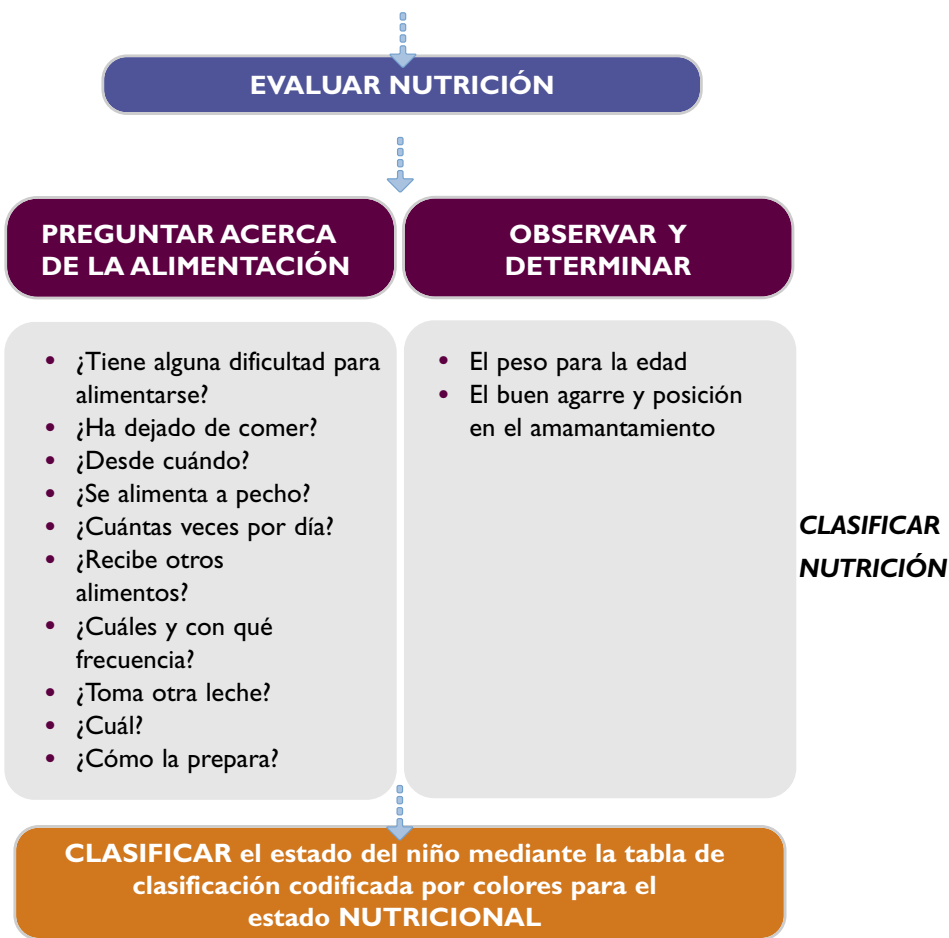 EVALUAR NUTRICIÓN
PREGUNTAR ACERCA
DE LA ALIMENTACIÓN
OBSERVAR Y
DETERMINAR
• ¿Tiene alguna dificultad para
alimentarse?
• ¿Ha dejado de comer?
• ¿Desde cuándo?
• ¿Se alimenta a pecho?
• ¿Cuántas veces por día?
• ¿Recibe otros
alimentos?
• ¿Cuáles y con qué
frecuencia?
• ¿Toma otra leche?
• ¿Cuál?
• ¿Cómo la prepara?
• El peso para la edad
• El buen agarre y posición
en el amamantamiento
CLASIFICAR
NUTRICIÓN
CLASIFICAR el estado del niño mediante la tabla de
clasificación codificada por colores para el
estado NUTRICIONAL